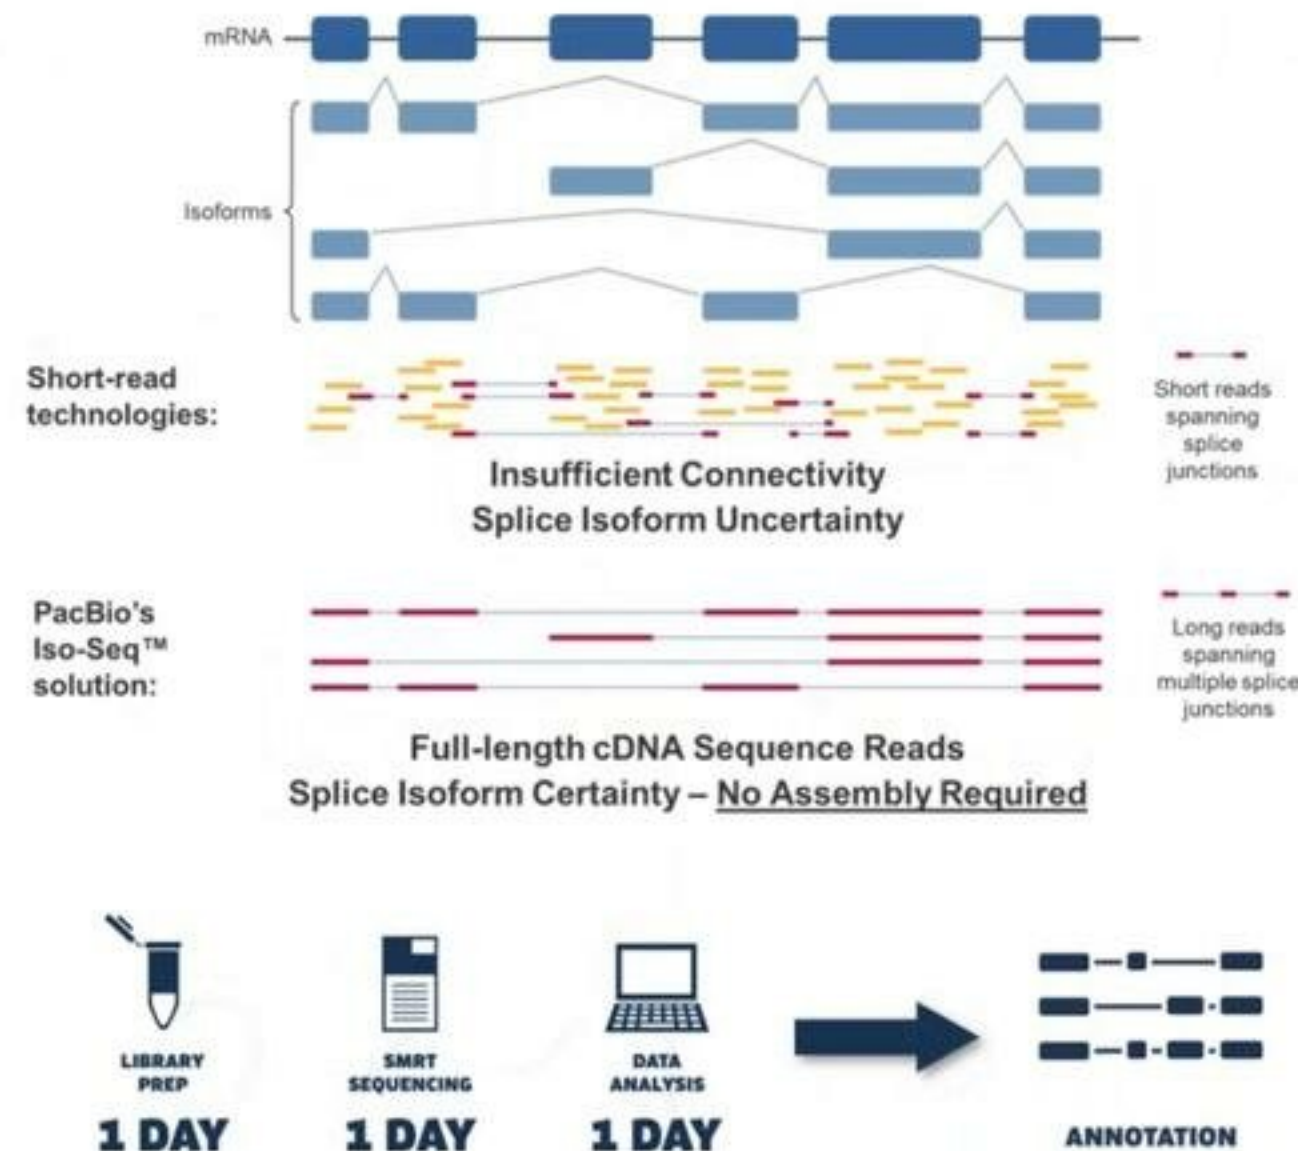 mRNA
Isoforms
Short-read
technologies:
Short reads
spanning
splice
junctions
Insufficient Connectivity
Splice Isoform Uncertainty
PacBio's
Iso-Seq™
solution:
Long reads
spanning
multiple splice
junctions
Full-length cDNA Sequence Reads
Splice Isoform Certainty – No Assembly Required
LIBRARY
PREP
1 DAY
SMRT
SEQUENCING
1 DAY
DATA
ANALYSIS
1 DAY
ANNOTATION